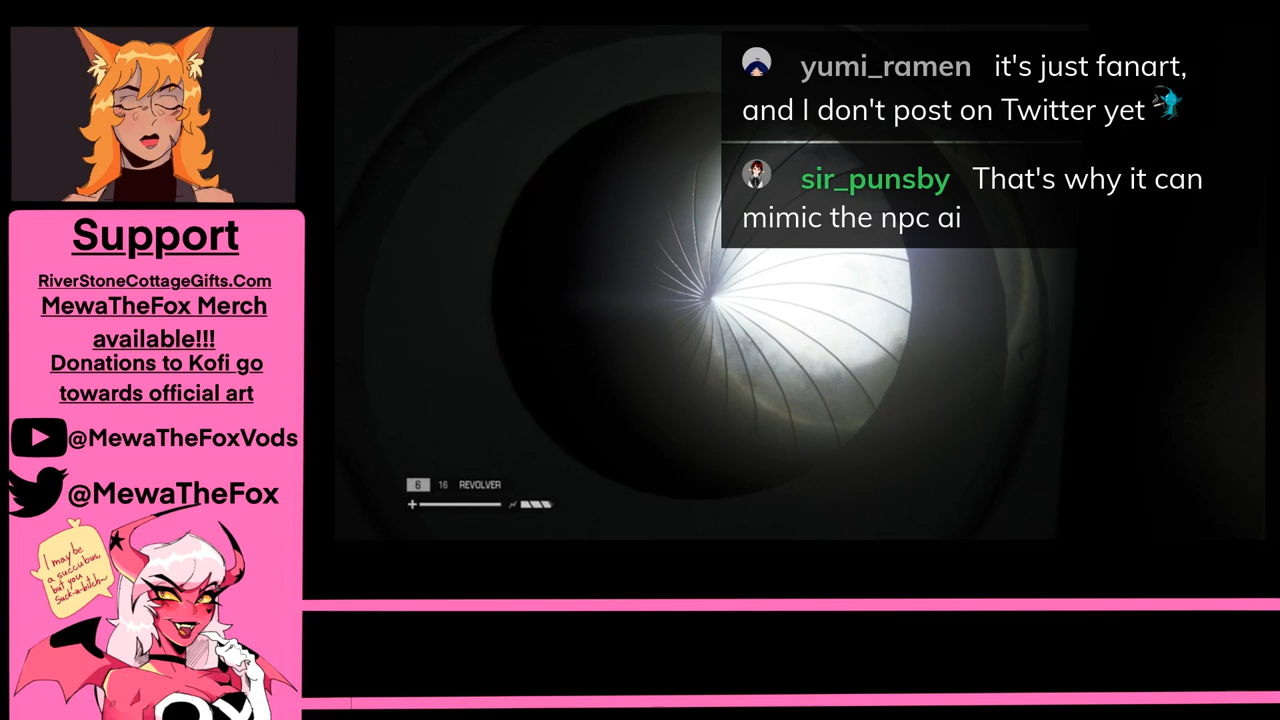 yumi_ramen it's just fanart,
and I don't post on Twitter yet
sir_punsby That's why it can
mimic the npc ai
Support
RiverStoneCottageGifts.Com
MewaTheFox Merch
available!!!
Donations to Kofi go
towards official art
@MewaTheFoxVods
@MewaTheFox
I may be
a succubus,
but you
suck-a-bitch~
6 16 REVOLVER